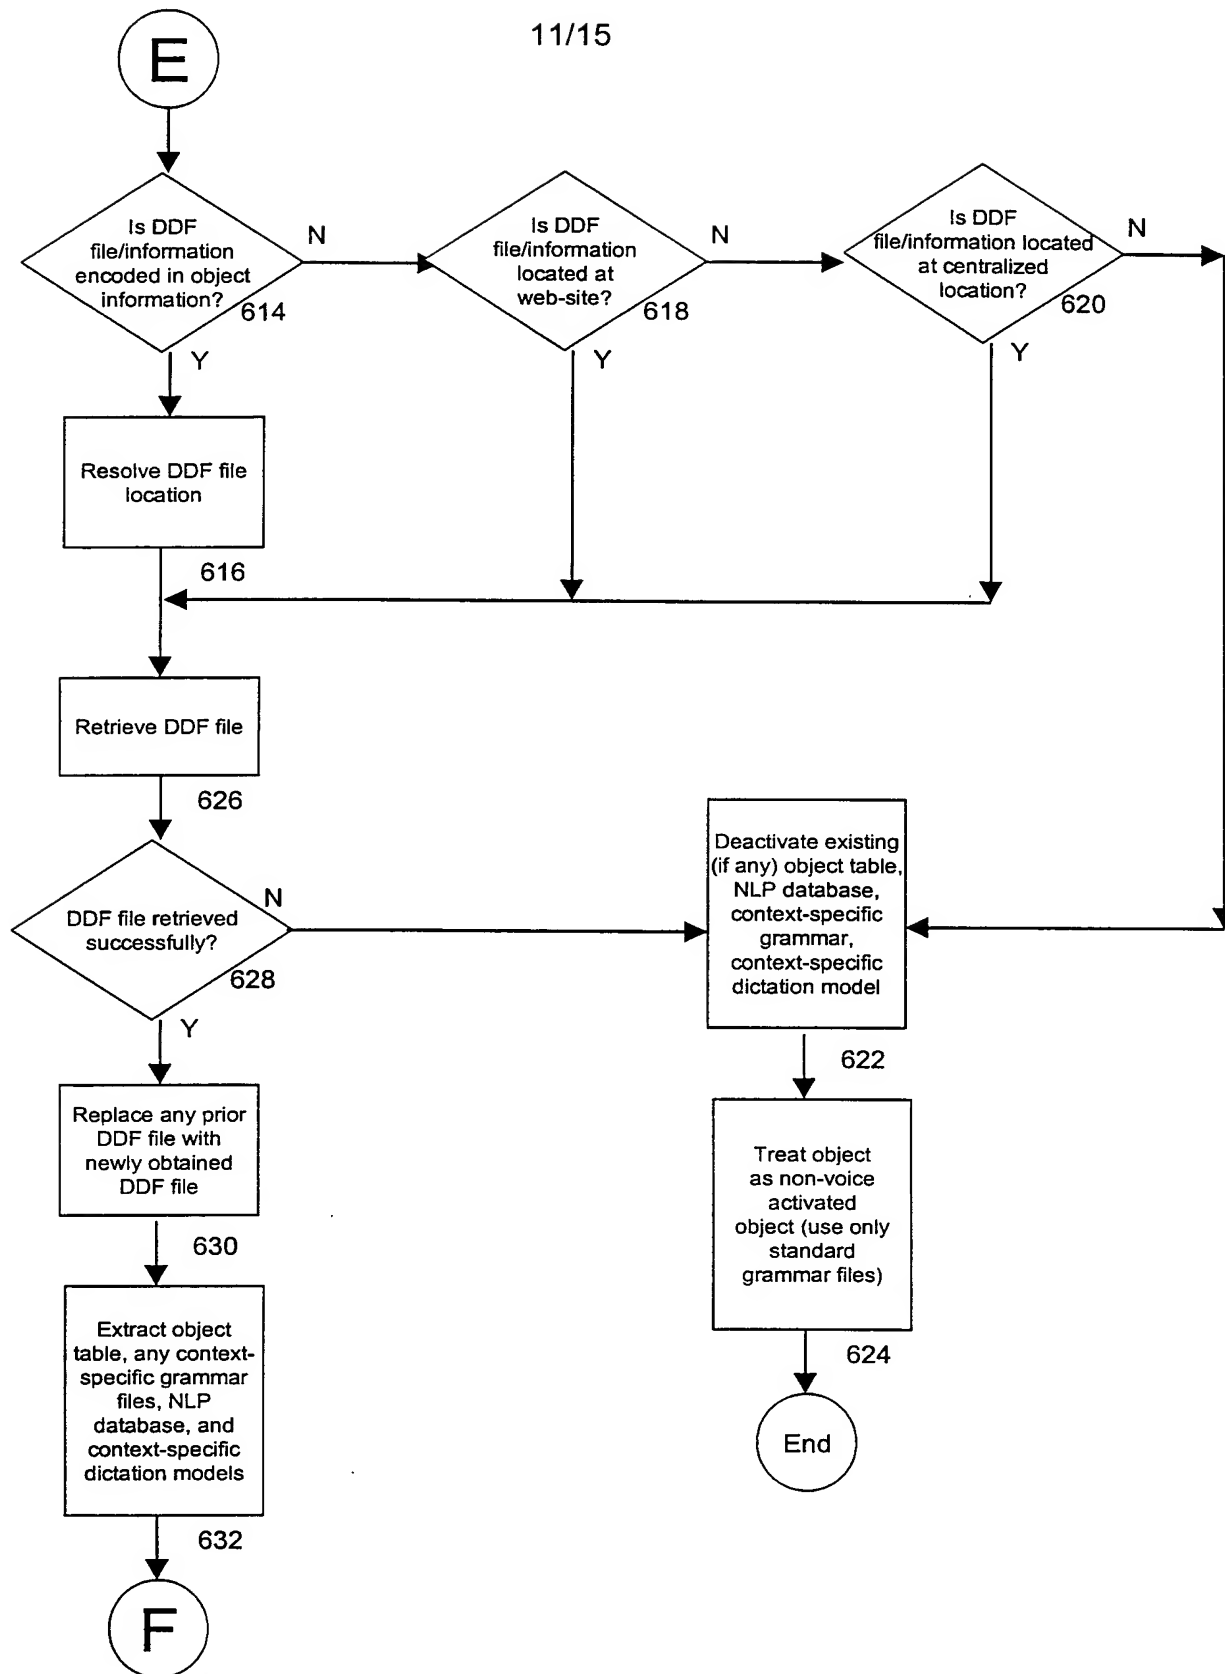 11/15
E
Is DDF
file/information
encoded in object
information?
614
N
Y
Is DDF
file/information
located at
web-site?
618
N
Y
Is DDF
file/information located
at centralized
location?
620
N
Y
Resolve DDF file
location
616
Retrieve DDF file
626
DDF file retrieved
successfully?
628
N
Y
Deactivate existing
(if any) object table,
NLP database,
context-specific
grammar,
context-specific
dictation model
622
Replace any prior
DDF file with
newly obtained
DDF file
630
Treat object
as non-voice
activated
object (use only
standard
grammar files)
624
Extract object
table, any context-
specific grammar
files, NLP
database, and
context-specific
dictation models
632
End
F